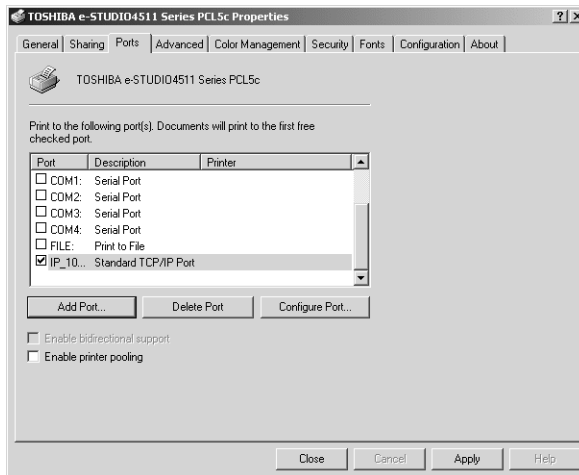 TOSHIBA e-STUDIO4511 Series PCL5c Properties
General Sharing Ports Advanced Color Management Security Fonts Configuration About
TOSHIBA e-STUDIO4511 Series PCL5c
Print to the following port(s). Documents will print to the first free
checked port.
Port Description Printer
COM1: Serial Port
COM2: Serial Port
COM3: Serial Port
COM4: Serial Port
FILE: Print to File
IP_10... Standard TCP/IP Port
Add Port... Delete Port Configure Port...
Enable bidirectional support
Enable printer pooling
Close Cancel Apply Help